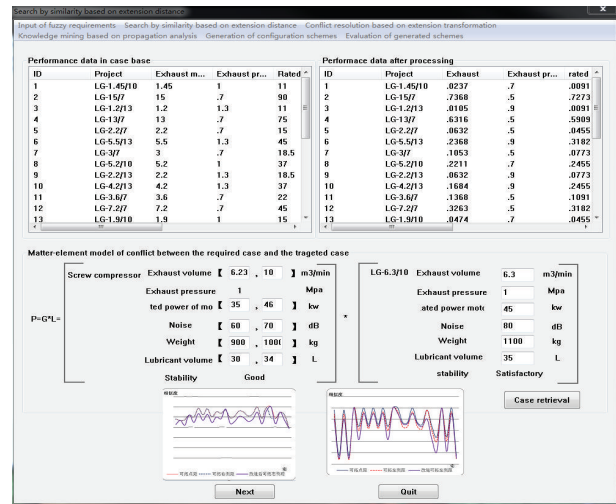 Search by similarity based on extension distance
Input of fuzzy requirements Search by similarity based on extension distance Conflict resolution based on extension transformation
Knowledge mining based on propagation analysis Generation of configuration schemes Evaluation of generated schemes
Performance data in case base
ID Project Exhaust m... Exhaust pr... Rated
1 LG-1.45/10 1.45 1 11
2 LG-15/7 15 .7 90
3 LG-1.2/13 1.2 1.3 11
4 LG-13/7 13 .7 75
5 LG-2.2/7 2.2 .7 15
6 LG-5.5/13 5.5 1.3 45
7 LG-3/7 3 .7 18.5
8 LG-5.2/10 5.2 1 37
9 LG-2.2/13 2.2 1.3 18.5
10 LG-4.2/13 4.2 1.3 37
11 LG-3.6/7 3.6 .7 22
12 LG-7.2/7 7.2 .7 45
13 LG-1.9/10 1.9 1 15
Performace data after processing
ID Project Exhaust Exhaust pr... rated
1 LG-1.45/10 .0237 .7 .0091
2 LG-15/7 .7368 .5 .7273
3 LG-1.2/13 .0105 .9 .0091
4 LG-13/7 .6316 .5 .5909
5 LG-2.2/7 .0632 .5 .0455
6 LG-5.5/13 .2368 .9 .3182
7 LG-3/7 .1053 .5 .0773
8 LG-5.2/10 .2211 .7 .2455
9 LG-2.2/13 .0632 .9 .0773
10 LG-4.2/13 .1684 .9 .2455
11 LG-3.6/7 .1368 .5 .1091
12 LG-7.2/7 .3263 .5 .3182
13 LG-1.9/10 .0474 .7 .0455
Matter-element model of conflict between the required case and the trageted case
P=G*L=
Screw compressor Exhaust volume 【 6.23 , 10 】 m3/min
Exhaust pressure 1 Mpa
ted power of mo 【 35 , 46 】 kw
Noise 【 60 , 70 】 dB
Weight 【 900 , 1000 】 kg
Lubricant volume 【 30 , 34 】 L
Stability Good
*
LG-6.3/10 Exhaust volume 6.3 m3/min
Exhaust pressure 1 Mpa
ated power motc 45 kw
Noise 80 dB
Weight 1100 kg
Lubricant volume 35 L
stability Satisfactory
Case retrieval
Next
Quit